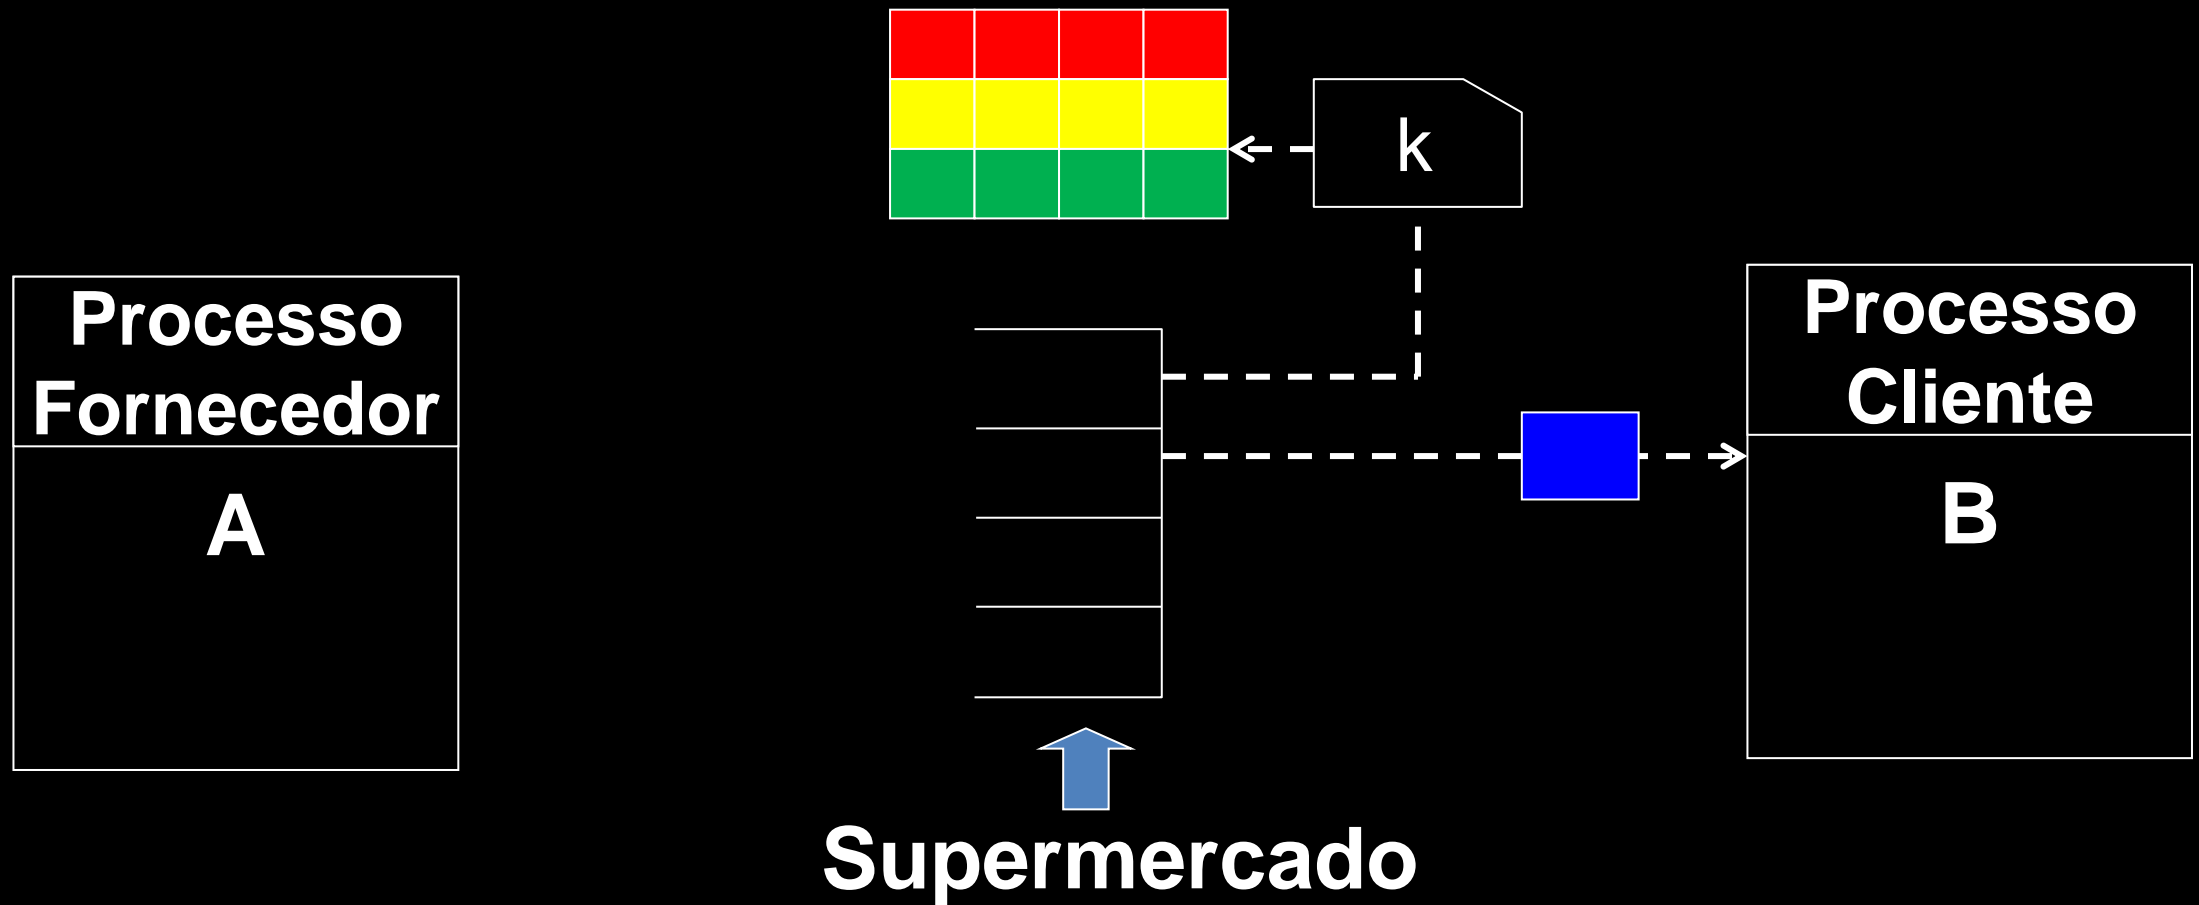 k
Processo
Fornecedor
A
Processo
Cliente
B
Supermercado